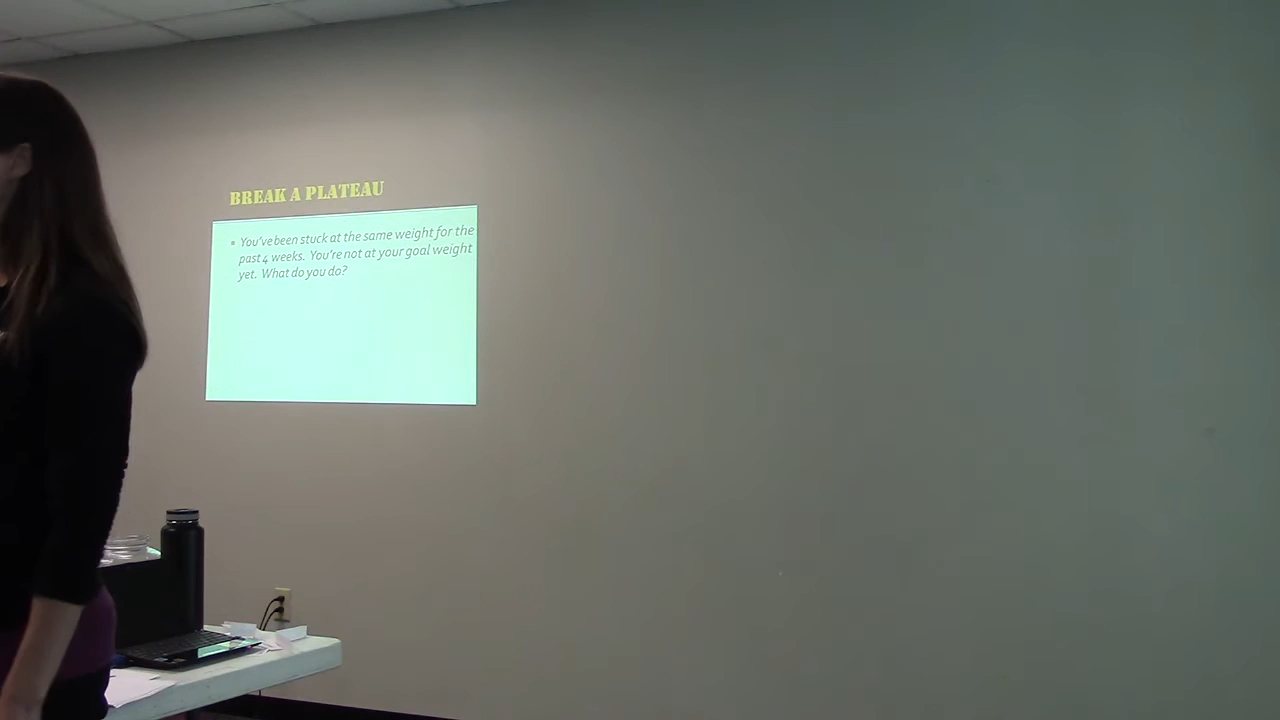 BREAK A PLATEAU
▪ You've been stuck at the same weight for the
past 4 weeks. You're not at your goal weight
yet. What do you do?